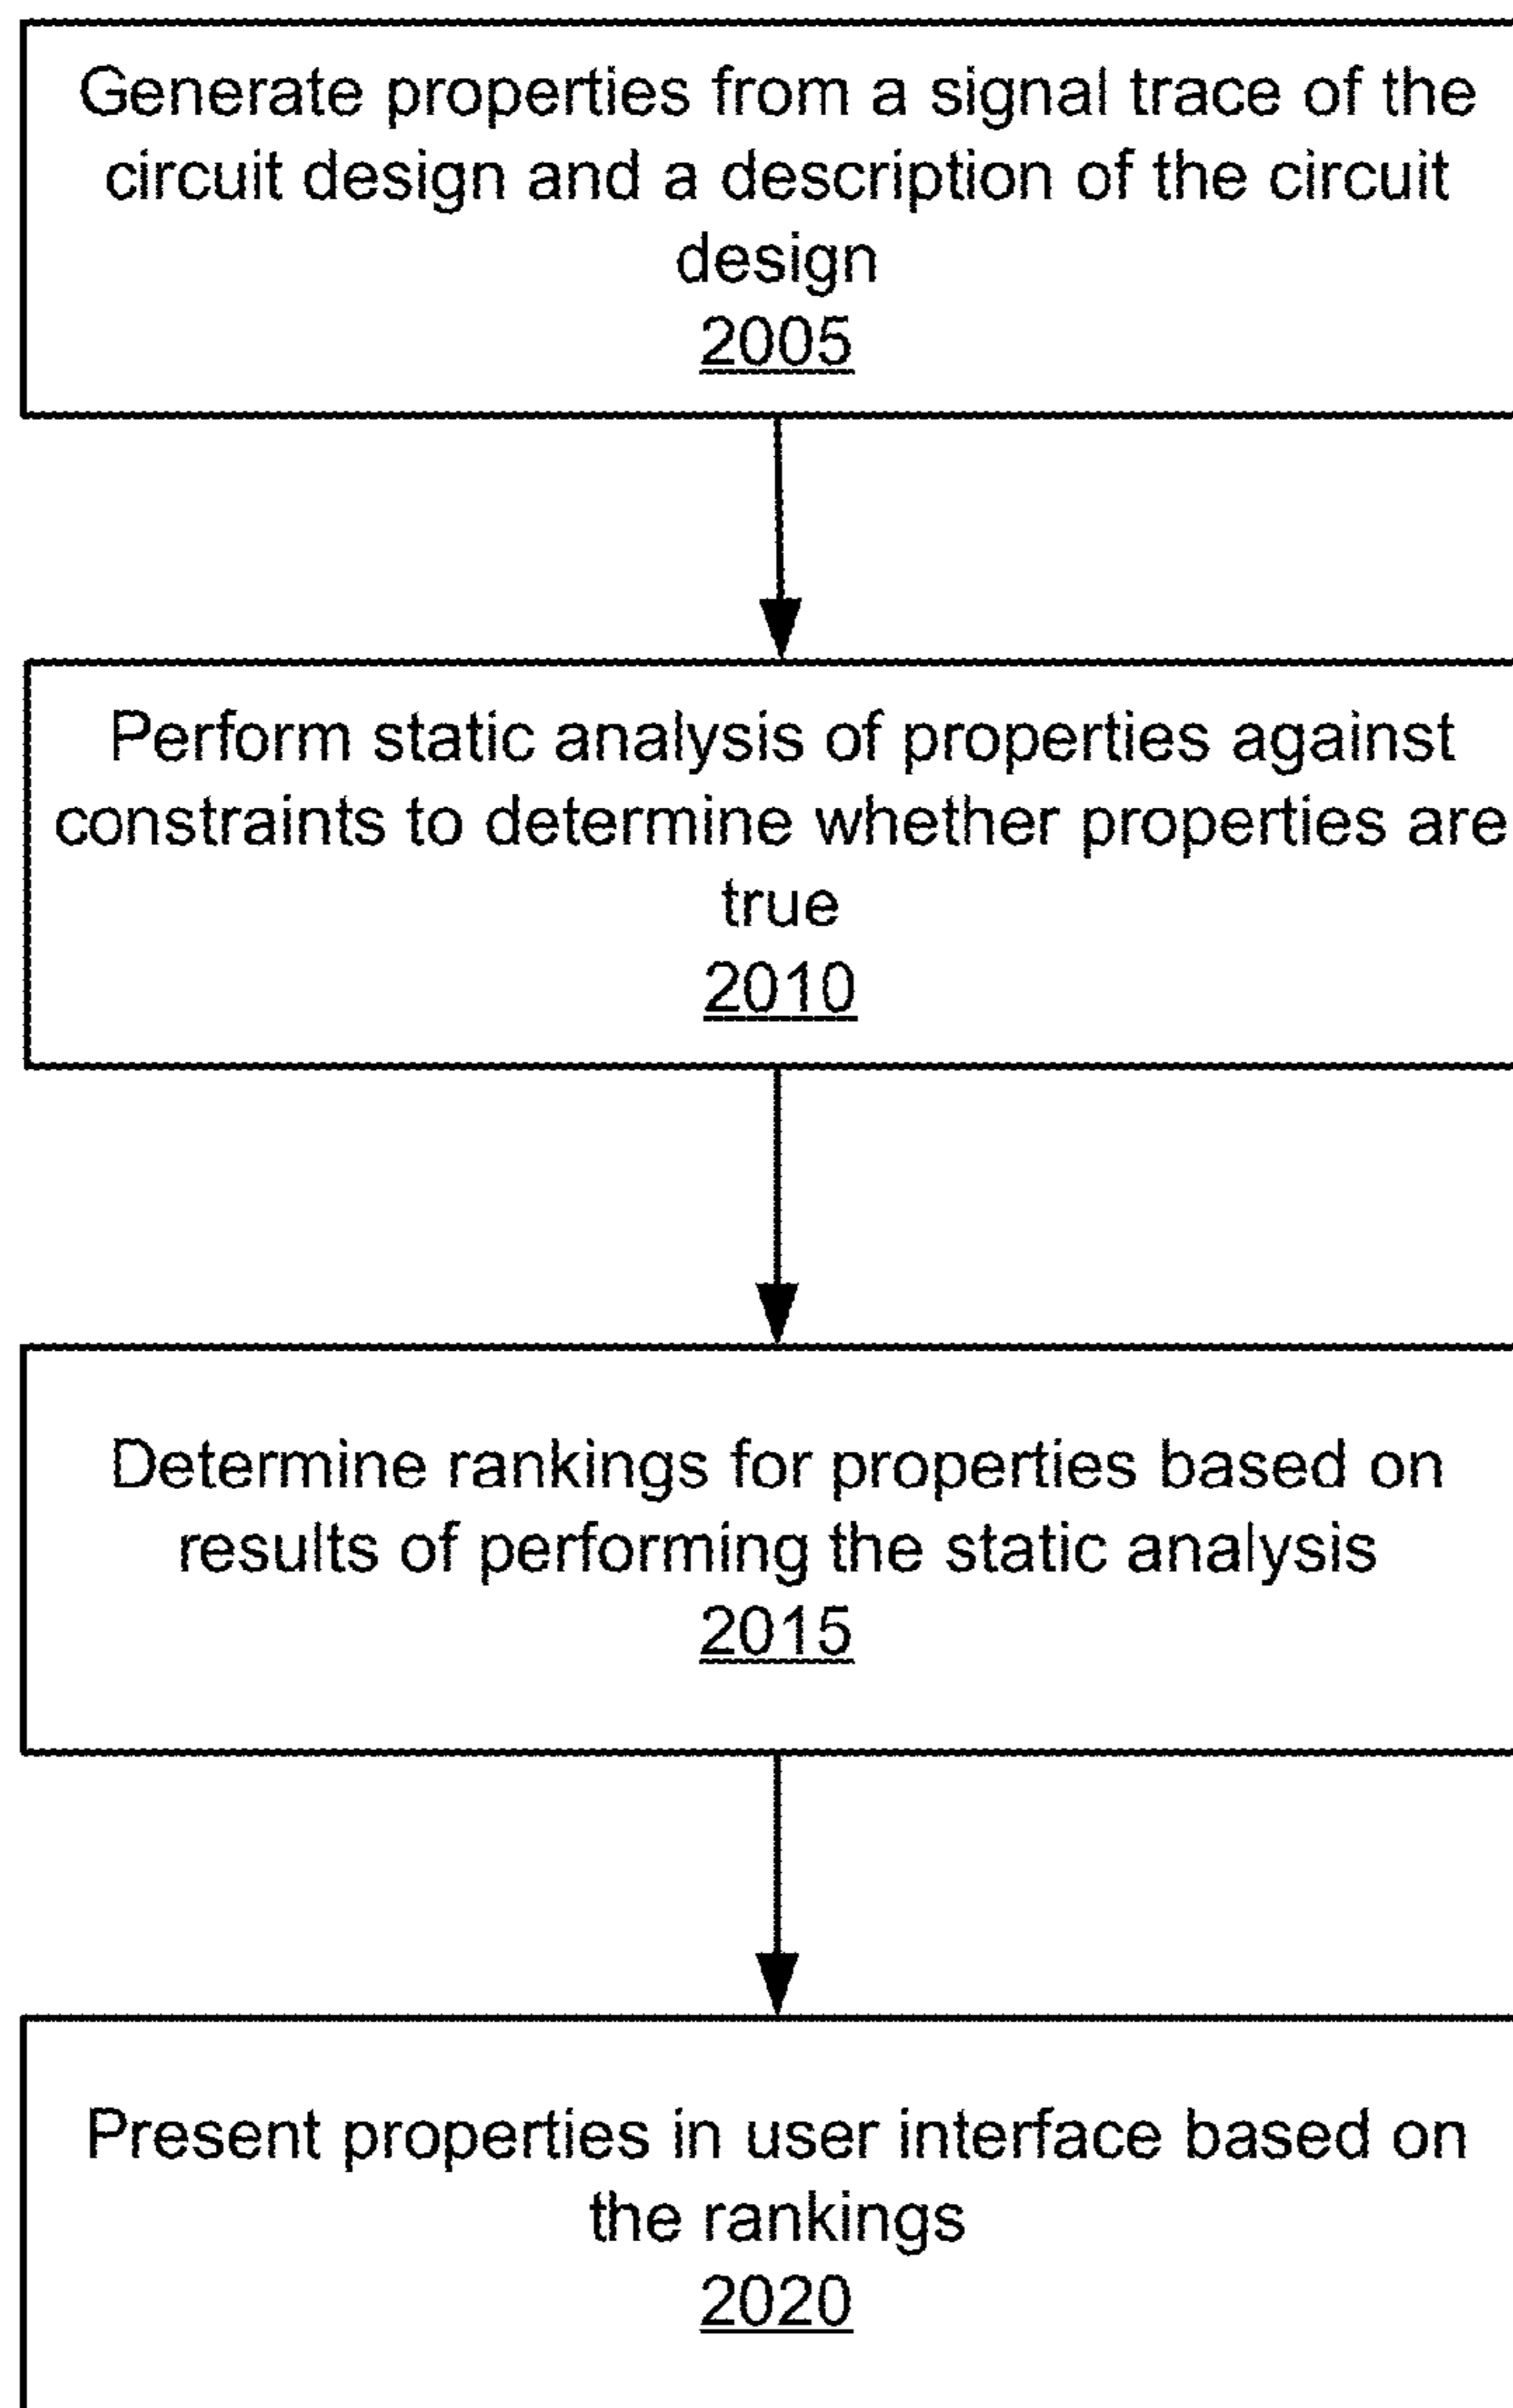 Generate properties from a signal trace of the
circuit design and a description of the circuit
design
2005
Perform static analysis of properties against
constraints to determine whether properties are
true
2010
Determine rankings for properties based on
results of performing the static analysis
2015
Present properties in user interface based on
the rankings
2020